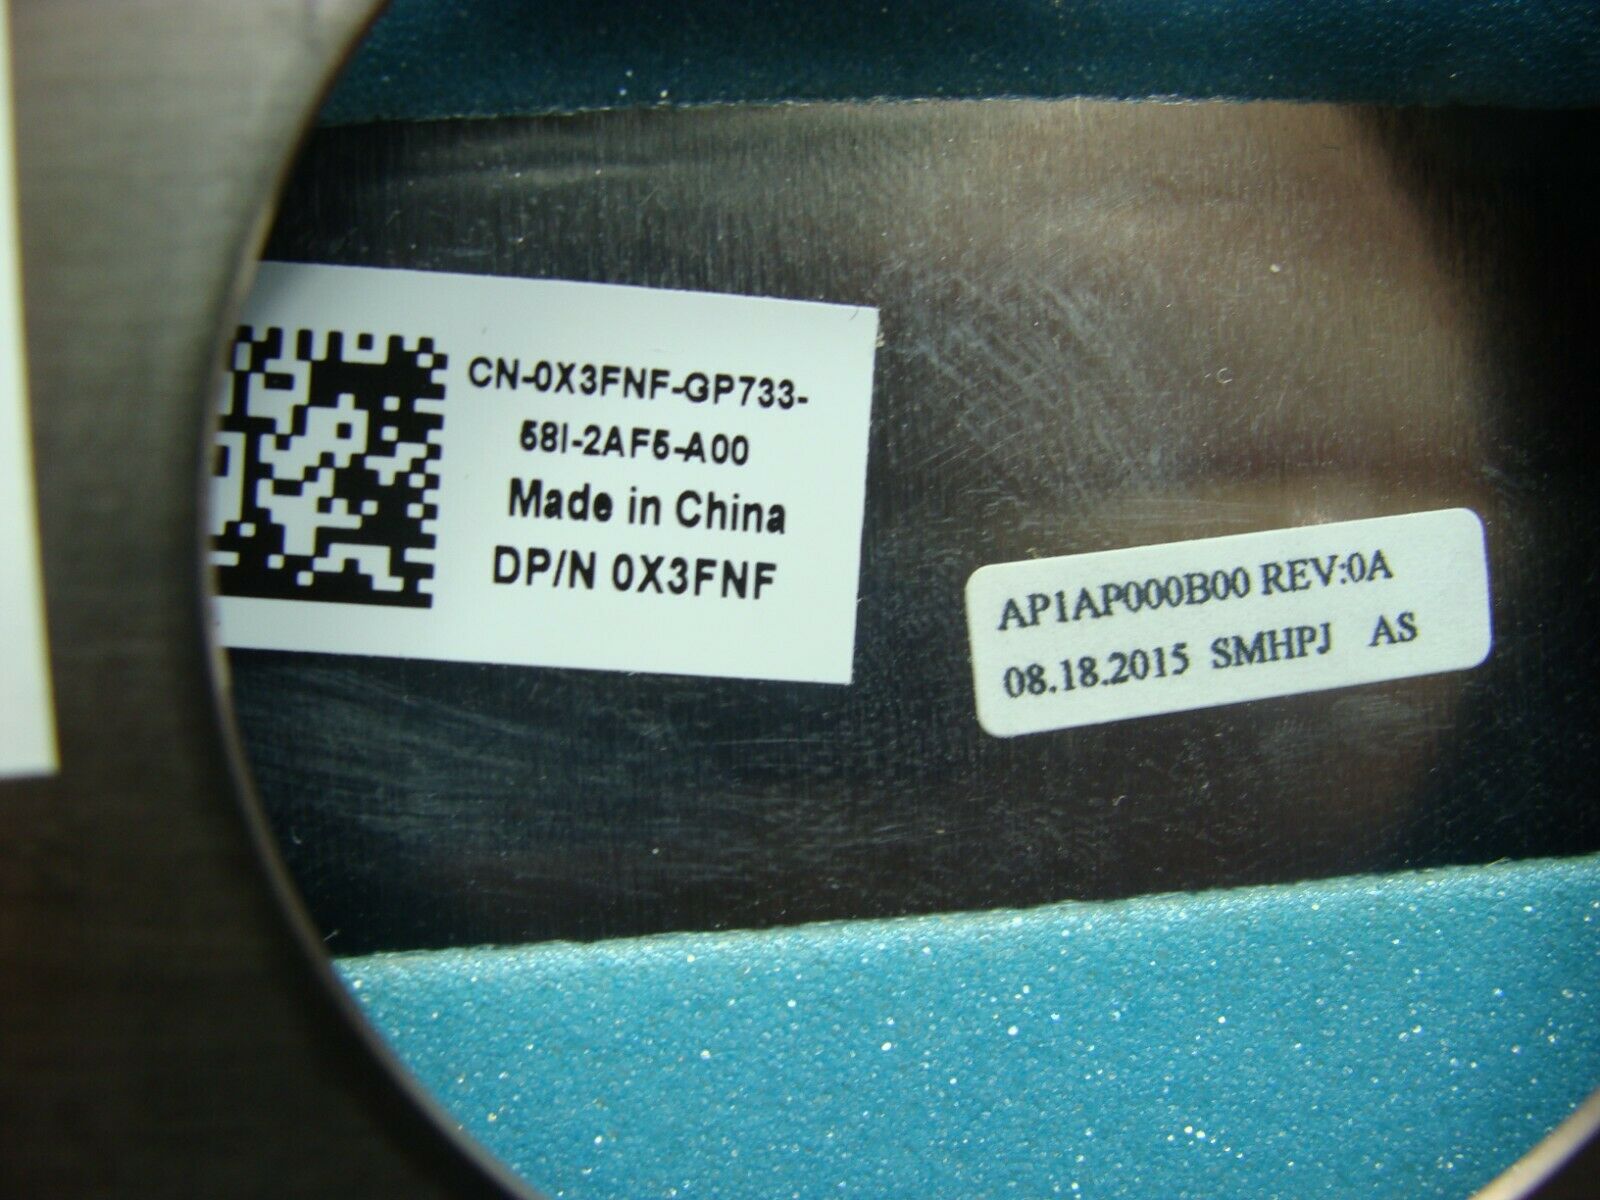 CN-0X3FNF-GP733-
58I-2AF5-A00
Made in China
DP/N 0X3FNF
AP1AP000B00 REV:0A
08.18.2015 SMHPJ AS